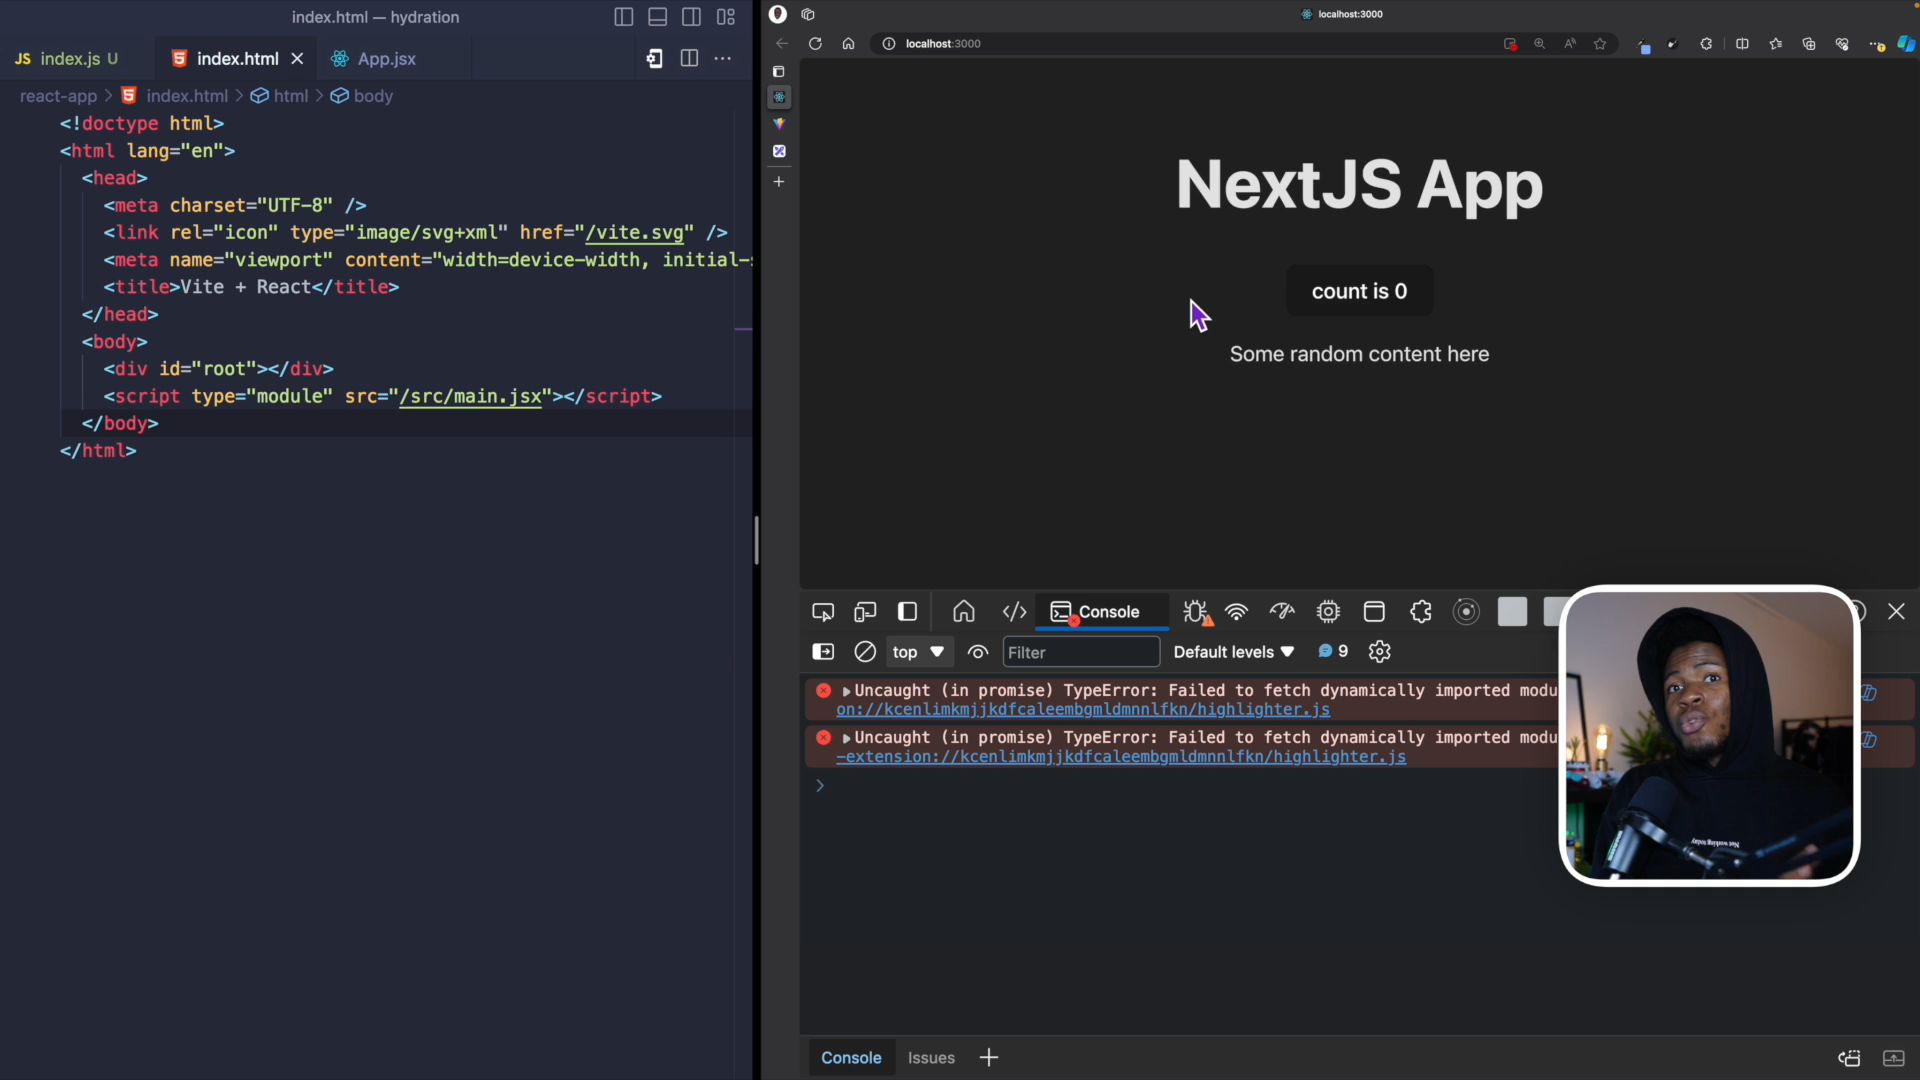 index.html — hydration
JS index.js U
index.html
App.jsx
react-app > index.html > html > body
<!doctype html>
<html lang="en">
<head>
<meta charset="UTF-8" />
<link rel="icon" type="image/svg+xml" href="/vite.svg" />
<meta name="viewport" content="width=device-width, initial-
<title>Vite + React</title>
</head>
<body>
<div id="root"></div>
<script type="module" src="/src/main.jsx"></script>
</body>
</html>
localhost:3000
localhost:3000
NextJS App
count is 0
Some random content here
Console
top
Filter
Default levels
9
Uncaught (in promise) TypeError: Failed to fetch dynamically imported modu
on://kcenlimkmjjkdfcaleembgmldmnnlfkn/highlighter.js
Uncaught (in promise) TypeError: Failed to fetch dynamically imported modu
-extension://kcenlimkmjjkdfcaleembgmldmnnlfkn/highlighter.js
Not working today
Console
Issues